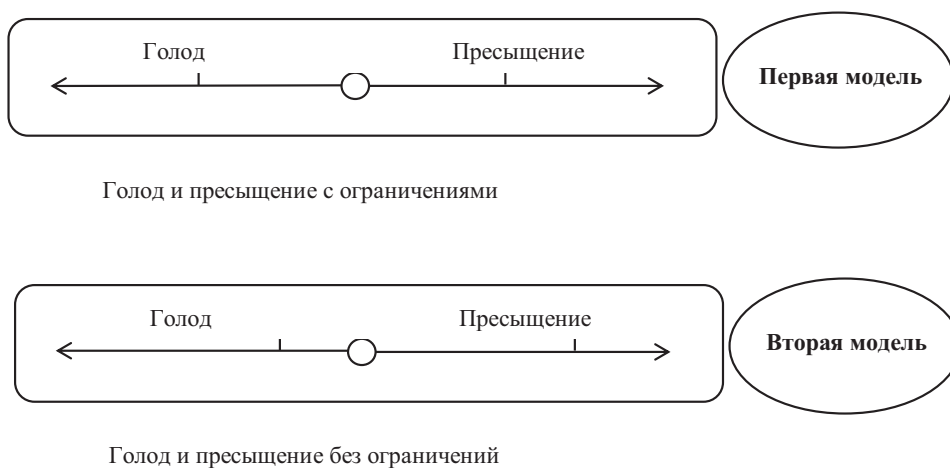 Голод Пресыщение
Первая модель
Голод и пресыщение с ограничениями
Голод Пресыщение
Вторая модель
Голод и пресыщение без ограничений